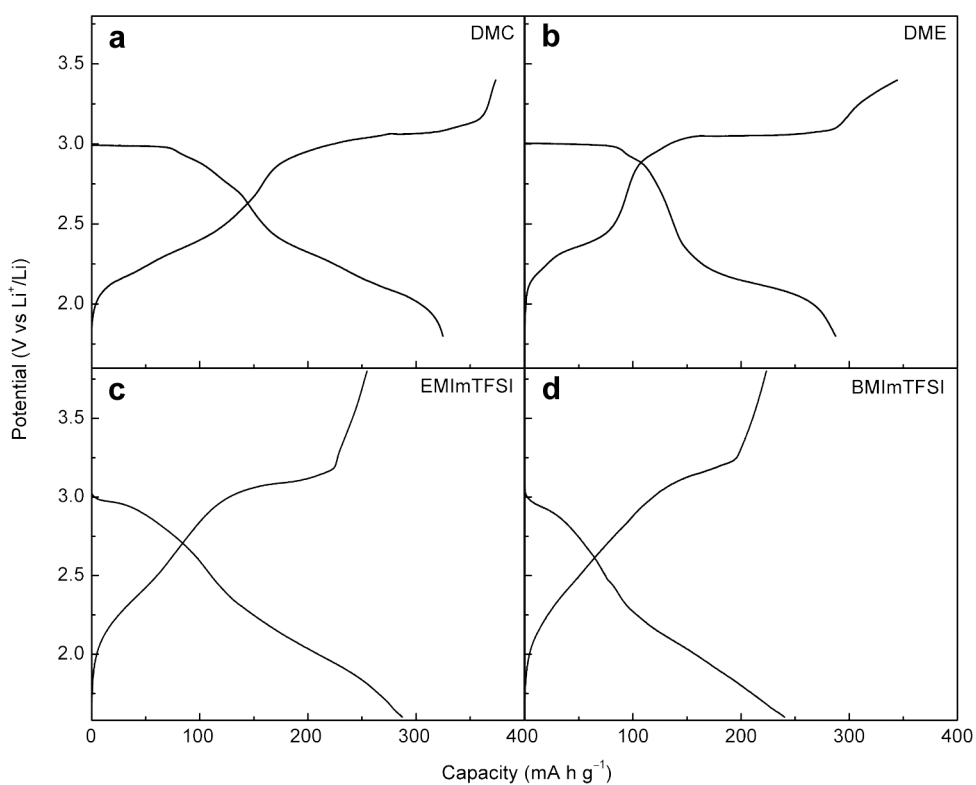 a DMC
b DME
3.5
3.0
2.5
2.0
c EMImTFSI
d BMImTFSI
3.5
3.0
2.5
2.0
Potential (V vs Li⁺/Li)
0 100 200 300 400 100 200 300 400
Capacity (mA h g⁻¹)